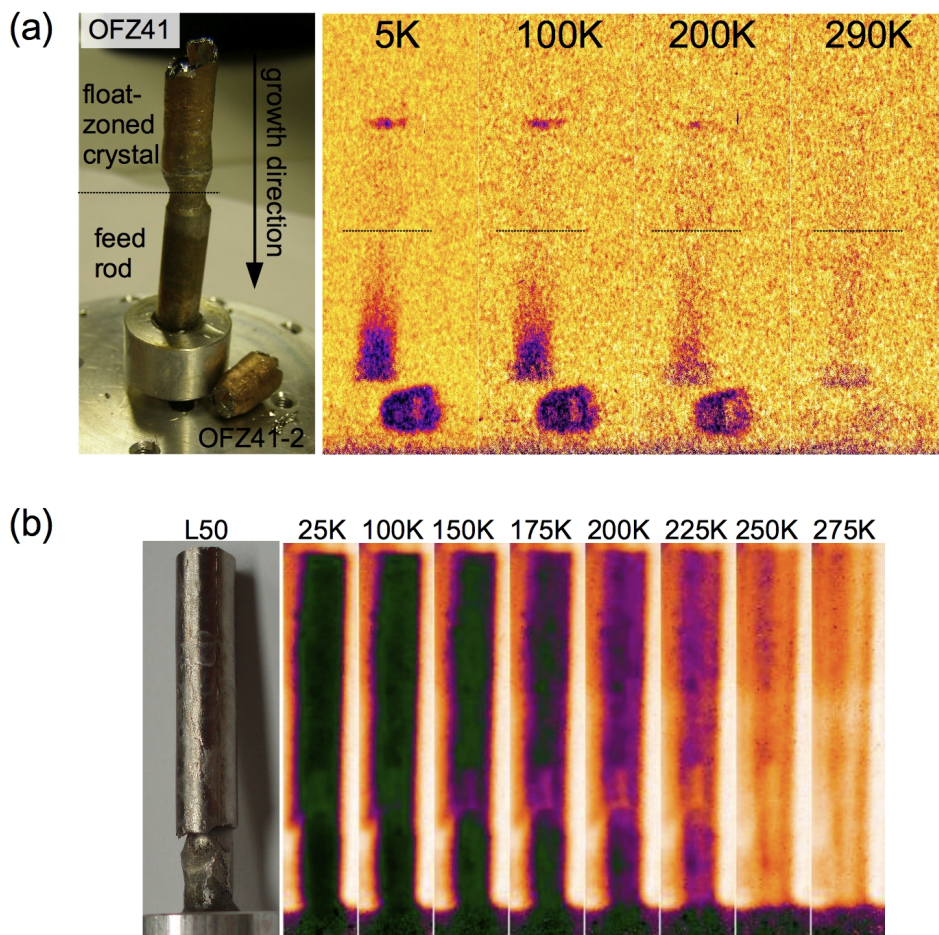 (a)
OFZ41
float-
zoned
crystal
growth direction
feed
rod
OFZ41-2
5K
100K
200K
290K
(b)
L50
25K
100K
150K
175K
200K
225K
250K
275K